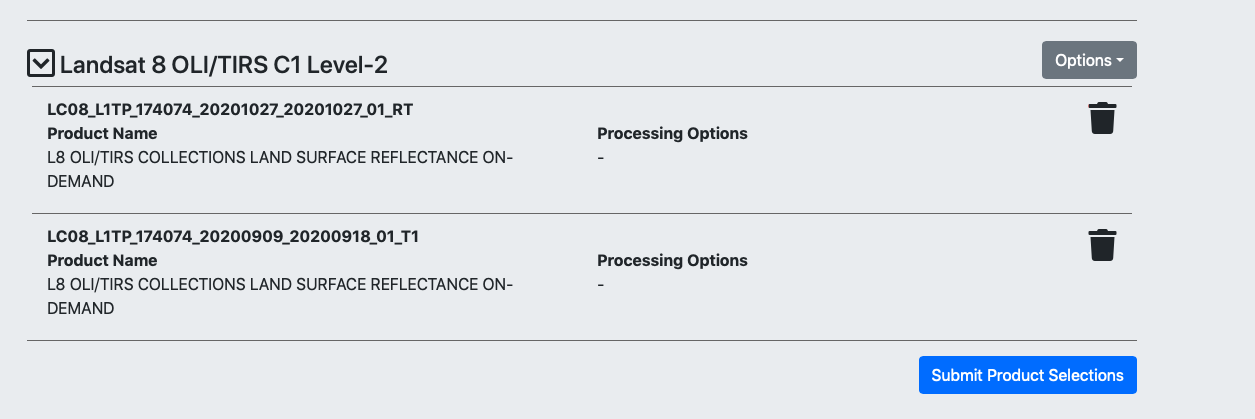 Landsat 8 OLI/TIRS C1 Level-2
Options
LC08_L1TP_174074_20201027_20201027_01_RT
Product Name
Processing Options
L8 OLI/TIRS COLLECTIONS LAND SURFACE REFLECTANCE ON-
-
DEMAND
LC08_L1TP_174074_20200909_20200918_01_T1
Product Name
Processing Options
L8 OLI/TIRS COLLECTIONS LAND SURFACE REFLECTANCE ON-
-
DEMAND
Submit Product Selections